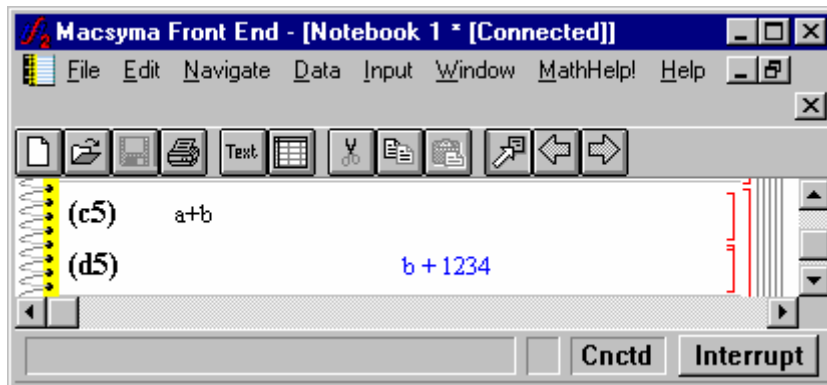 Macsyma Front End - [Notebook 1 * [Connected]]
File Edit Navigate Data Input Window MathHelp! Help
Text
(c5) a+b
(d5) b + 1234
Cnctd Interrupt